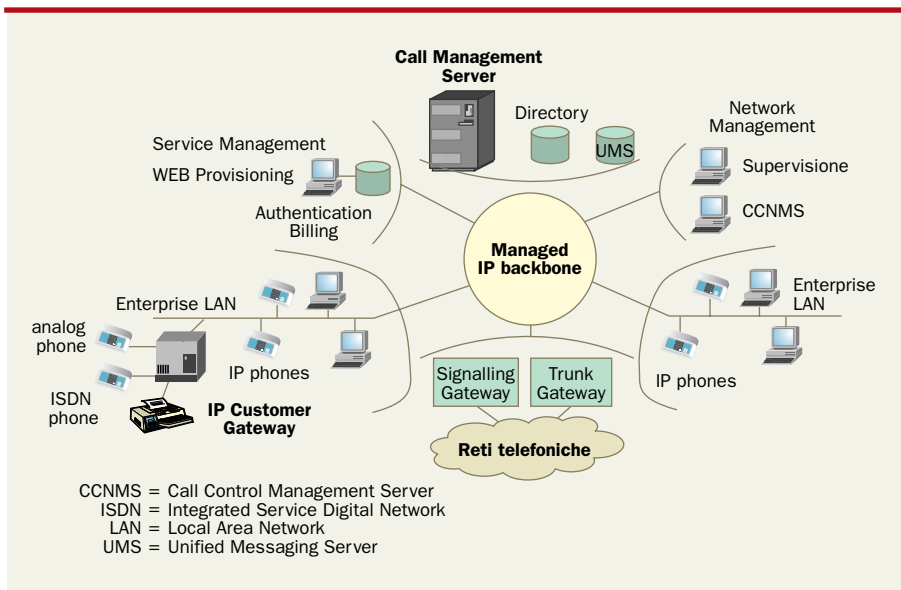 Call Management
Server
Directory
UMS
Network
Management
Supervisione
CCNMS
Service Management
WEB Provisioning
Authentication
Billing
Managed
IP backbone
Enterprise LAN
analog
phone
ISDN
phone
IP phones
IP Customer
Gateway
Enterprise
LAN
IP phones
Signalling
Gateway
Trunk
Gateway
Reti telefoniche
CCNMS = Call Control Management Server
ISDN = Integrated Service Digital Network
LAN = Local Area Network
UMS = Unified Messaging Server